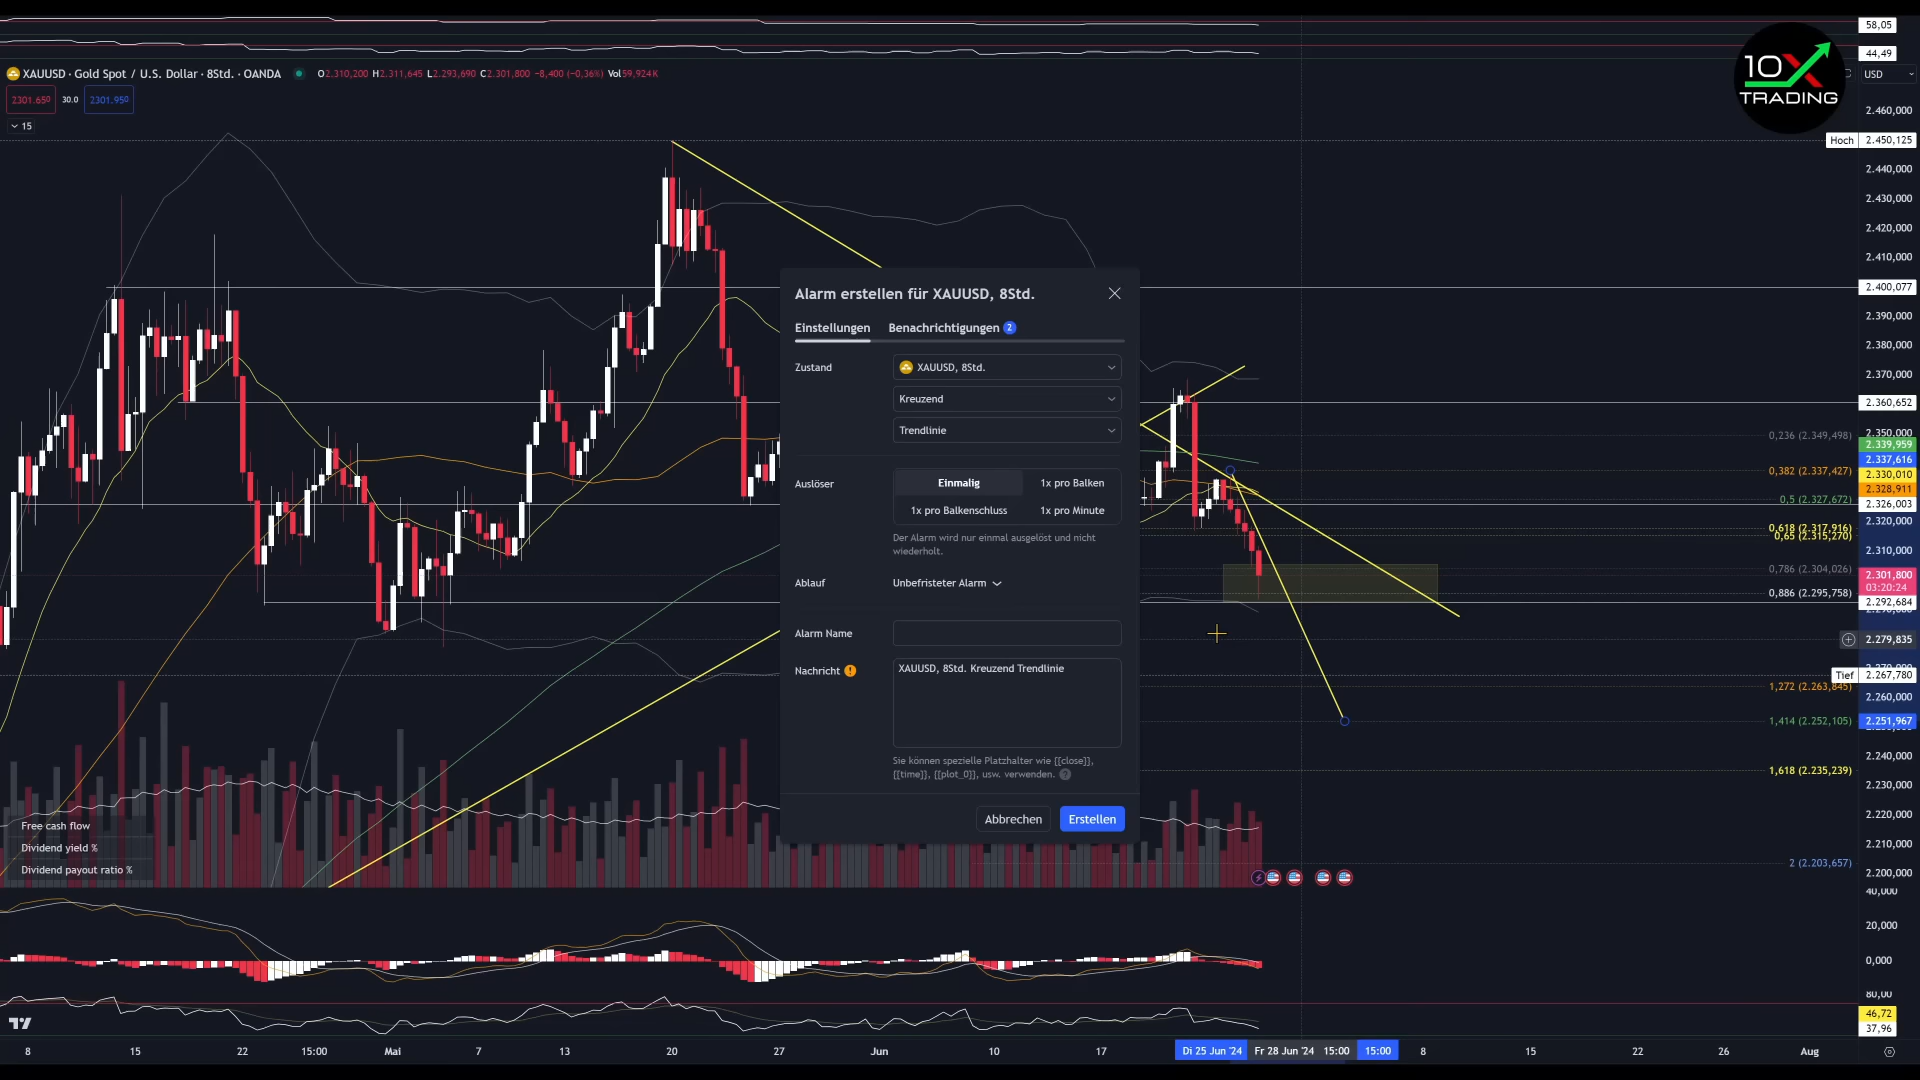 58,05
44,49
XAUUSD · Gold Spot / U.S. Dollar · 8Std. · OANDA
O2.310,200 H2.311,645 L2.293,690 C2.301,800 −8,400 (−0,36%) Vol59,924K
10X
TRADING
USD
2301.650
30.0
2301.950
15
2.460,000
Hoch 2.450,125
2.440,000
2.430,000
2.420,000
2.410,000
2.400,077
2.390,000
2.380,000
2.370,000
2.360,652
2.350,000
0,236 (2.349,498)
2.339,959
2.337,616
0,382 (2.337,427)
2.330,010
2.328,911
0,5 (2.327,672)
2.326,003
0,618 (2.317,916)
2.320,000
0,65 (2.315,270)
2.310,000
0,786 (2.304,026)
2.301,800
03:20:24
0,886 (2.295,758)
2.292,684
2.279,835
Tief 2.267,780
1,272 (2.263,845)
2.260,000
1,414 (2.252,105)
2.251,967
2.240,000
1,618 (2.235,239)
2.230,000
2.220,000
2.210,000
2 (2.203,657)
2.200,000
Alarm erstellen für XAUUSD, 8Std.
Einstellungen
Benachrichtigungen 2
Zustand
XAUUSD, 8Std.
Kreuzend
Trendlinie
Auslöser
Einmalig
1x pro Balken
1x pro Balkenschluss
1x pro Minute
Der Alarm wird nur einmal ausgelöst und nicht
wiederholt.
Ablauf
Unbefristeter Alarm
Alarm Name
Nachricht
XAUUSD, 8Std. Kreuzend Trendlinie
Sie können spezielle Platzhalter wie [[close]],
[[time]], [[plot_0]], usw. verwenden.
Abbrechen
Erstellen
Free cash flow
Dividend yield %
Dividend payout ratio %
40,000
20,000
0,000
80,00
46,72
37,96
8
15
22
15:00
Mai
7
13
20
27
Jun
10
17
Di 25 Jun '24
Fr 28 Jun '24 15:00
15:00
8
15
22
26
Aug